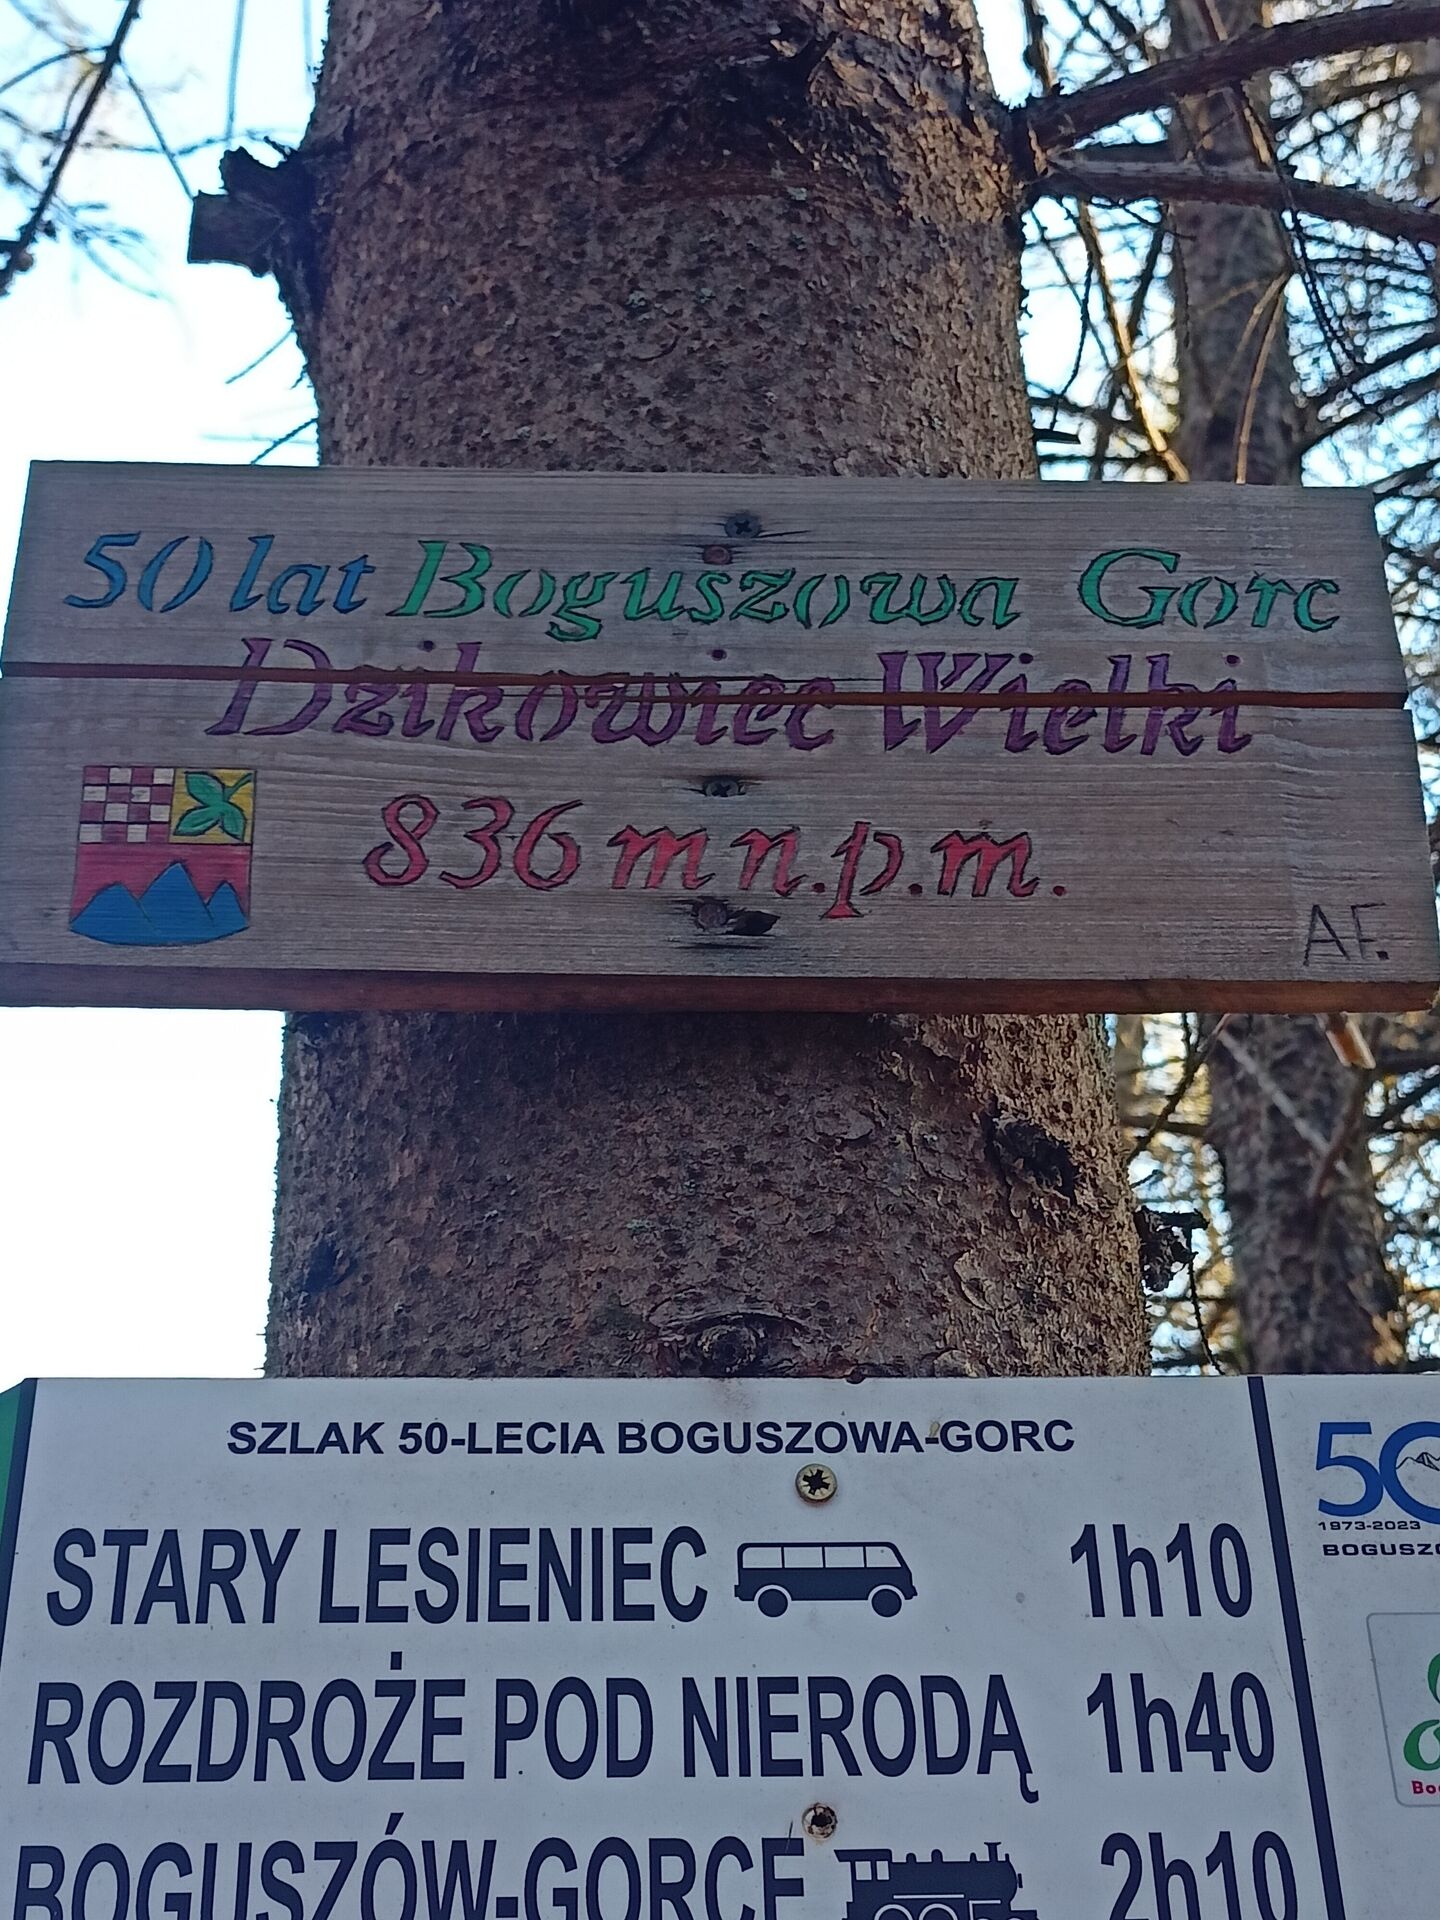 50 lat Boguszowa Gorc
Dzikowiec Wielki
836 m n.p.m.
A.F.
SZLAK 50-LECIA BOGUSZOWA-GORC
STARY LESIENIEC 1h10
ROZDROŻE POD NIERODĄ 1h40
BOGUSZÓW-GORCE 2h10
50
1973-2023